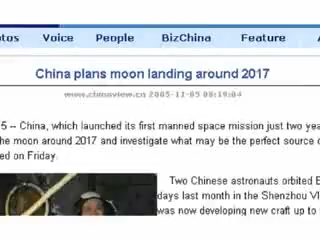 otos Voice People BizChina Feature A
China plans moon landing around 2017
www.chinaview.cn 2005-11-05 08:19:04
5 -- China, which launched its first manned space mission just two yea
he moon around 2017 and investigate what may be the perfect source o
ed on Friday.
Two Chinese astronauts orbited E
days last month in the Shenzhou VI
was now developing new craft up to